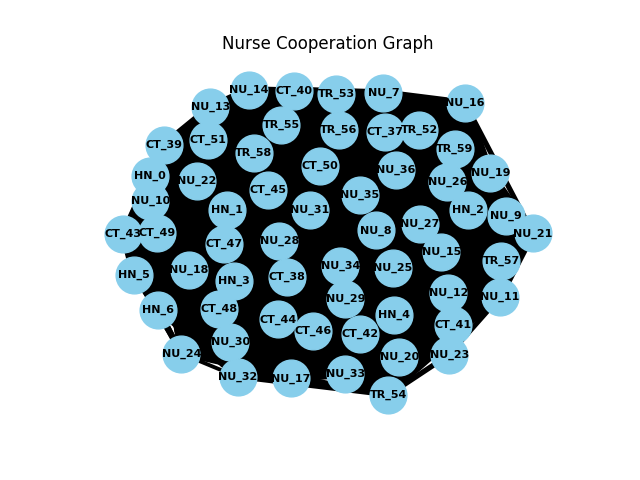 Nurse Cooperation Graph
NU_14
CT_40
TR_53
NU_7
NU_16
NU_13
TR_55
TR_56
CT_37
TR_52
CT_39
CT_51
TR_58
TR_59
CT_50
NU_36
NU_19
HN_0
NU_22
NU_26
CT_45
NU_35
NU_10
HN_1
NU_31
HN_2
NU_9
NU_27
NU_8
CT_43
CT_49
NU_21
CT_47
NU_28
NU_15
TR_57
HN_5
NU_18
NU_34
NU_25
HN_3
CT_38
NU_12
NU_11
NU_29
HN_6
CT_48
HN_4
CT_44
CT_46
CT_42
CT_41
NU_30
NU_24
NU_20
NU_23
NU_32
NU_17
NU_33
TR_54